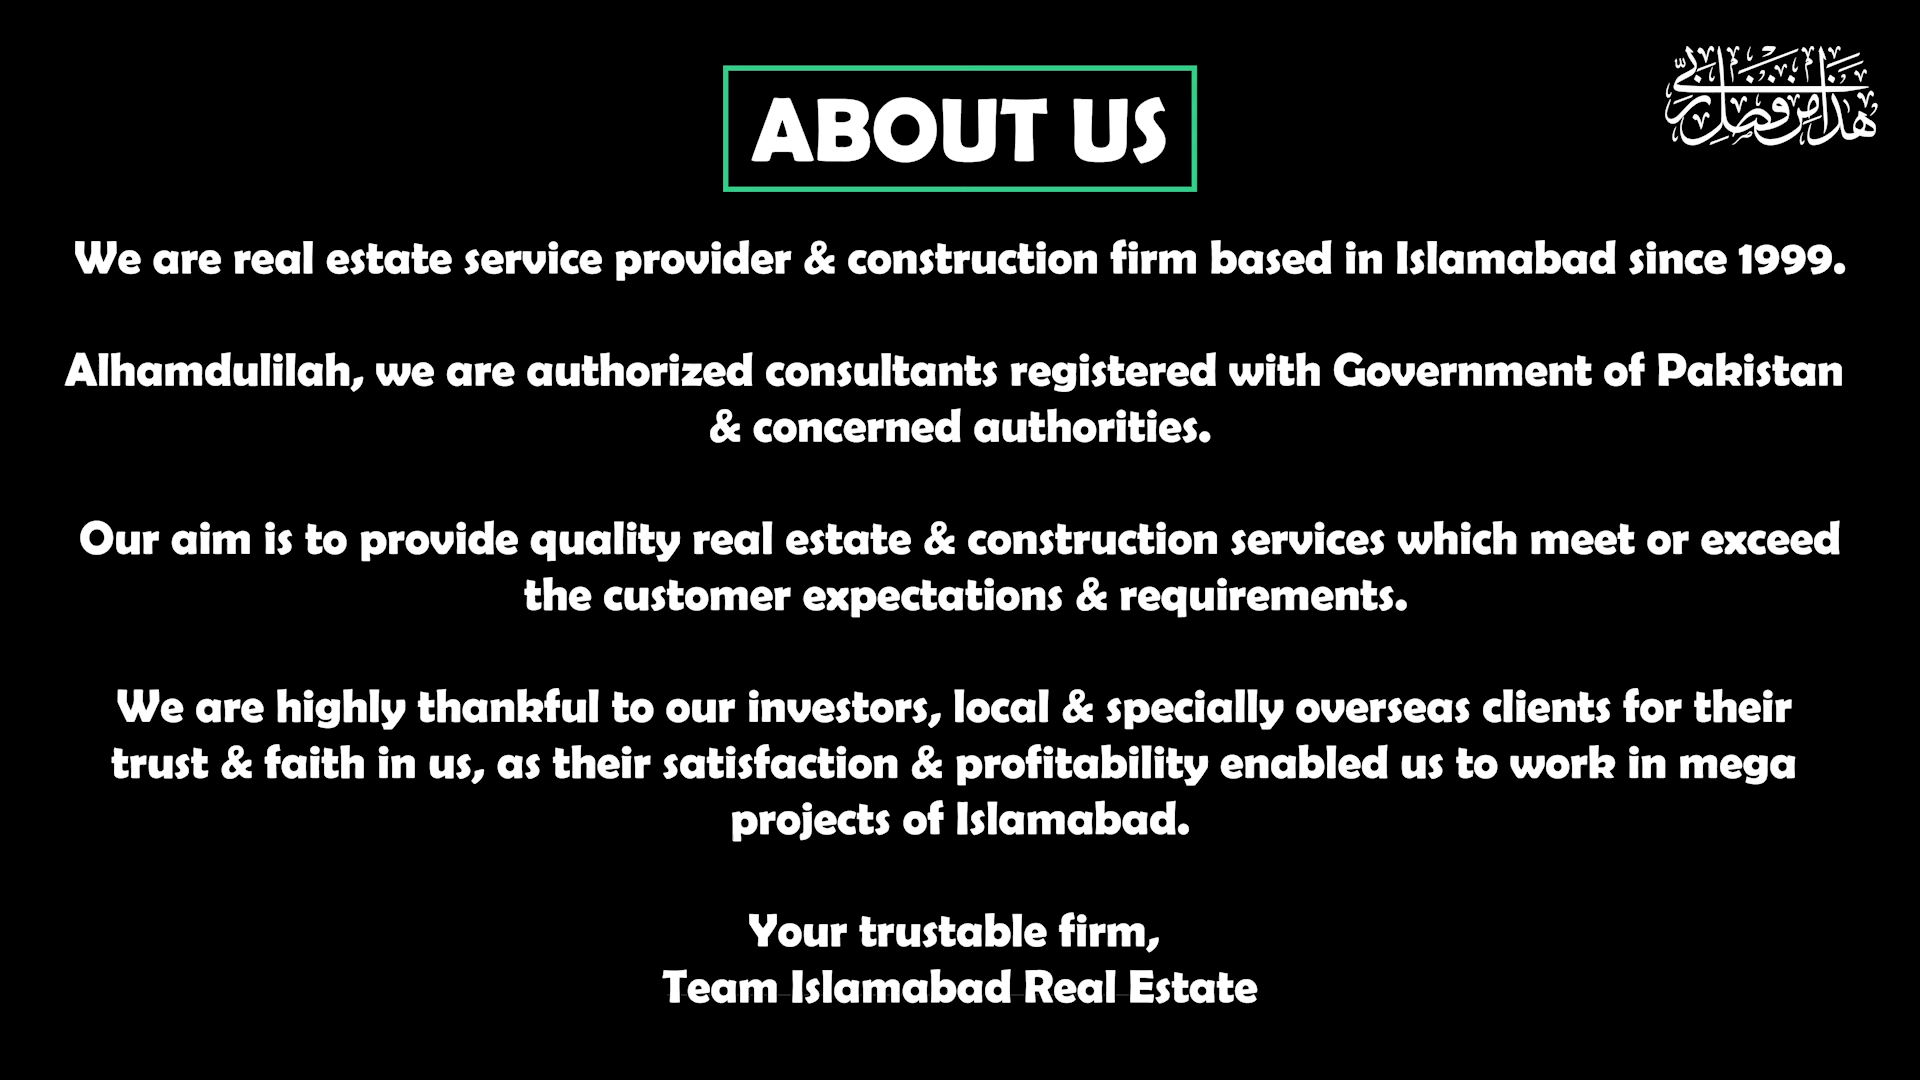 هذا من فضل ربي
ABOUT US
We are real estate service provider & construction firm based in Islamabad since 1999.
Alhamdulilah, we are authorized consultants registered with Government of Pakistan
& concerned authorities.
Our aim is to provide quality real estate & construction services which meet or exceed
the customer expectations & requirements.
We are highly thankful to our investors, local & specially overseas clients for their
trust & faith in us, as their satisfaction & profitability enabled us to work in mega
projects of Islamabad.
Your trustable firm,
Team Islamabad Real Estate